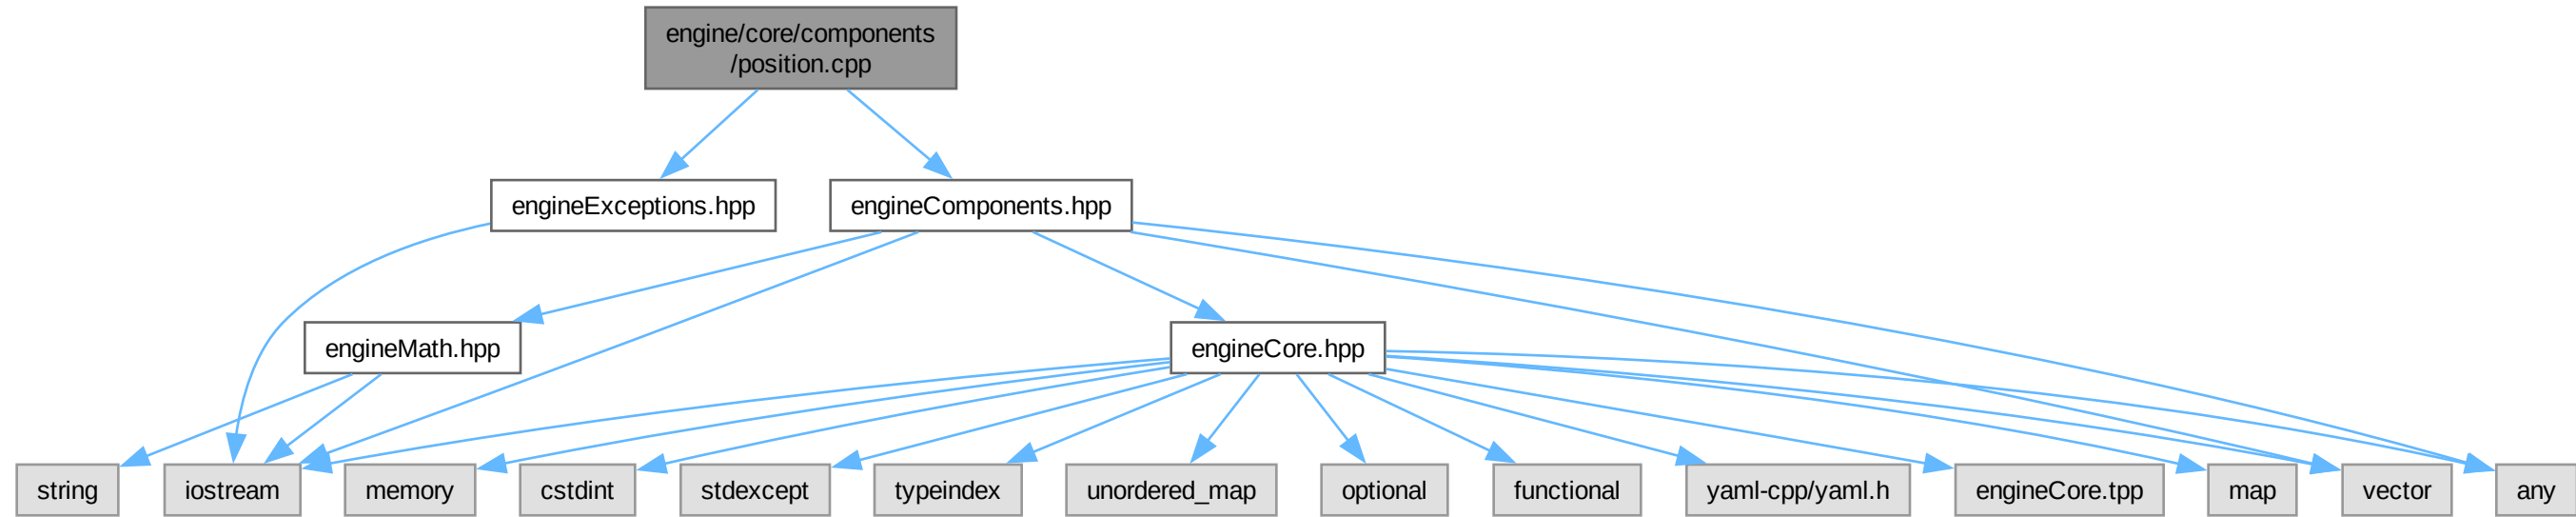 engine/core/components
/position.cpp
engineExceptions.hpp
engineComponents.hpp
engineMath.hpp
engineCore.hpp
string
iostream
memory
cstdint
stdexcept
typeindex
unordered_map
optional
functional
yaml-cpp/yaml.h
engineCore.tpp
map
vector
any